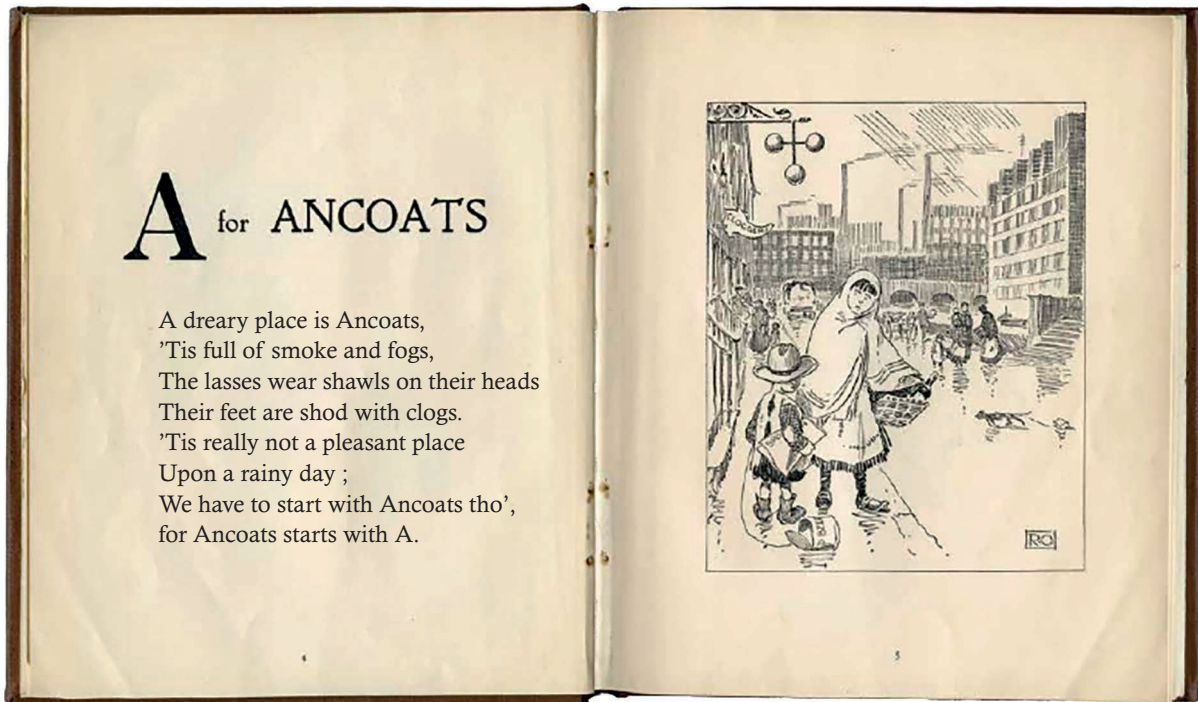 A for ANCOATS
A dreary place is Ancoats,
’Tis full of smoke and fogs,
The lasses wear shawls on their heads
Their feet are shod with clogs.
’Tis really not a pleasant place
Upon a rainy day ;
We have to start with Ancoats tho’,
for Ancoats starts with A.
4
RO
5